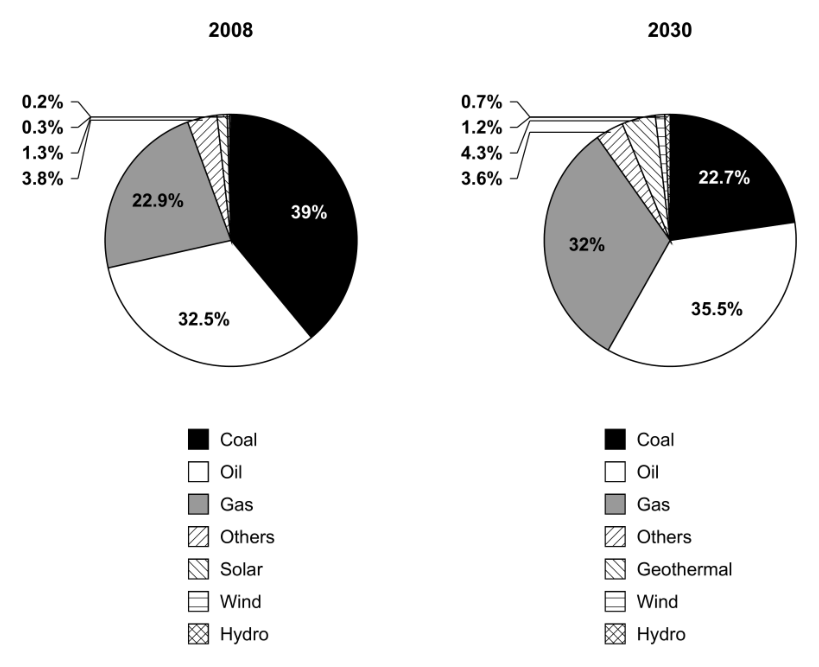 2008
0.2%
0.3%
1.3%
3.8%
22.9%
39%
32.5%
Coal
Oil
Gas
Others
Solar
Wind
Hydro
2030
0.7%
1.2%
4.3%
3.6%
22.7%
32%
35.5%
Coal
Oil
Gas
Others
Geothermal
Wind
Hydro